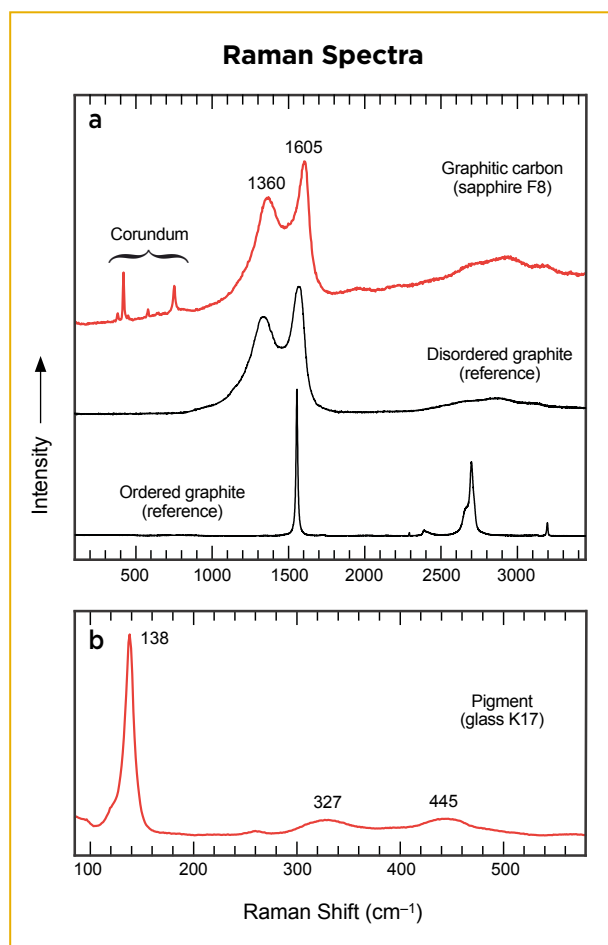 Raman Spectra
a
1605
1360
Graphitic carbon
(sapphire F8)
Corundum
Disordered graphite
(reference)
Ordered graphite
(reference)
Intensity
500 1000 1500 2000 2500 3000
b
138
Pigment
(glass K17)
327 445
100 200 300 400 500
Raman Shift (cm–1)